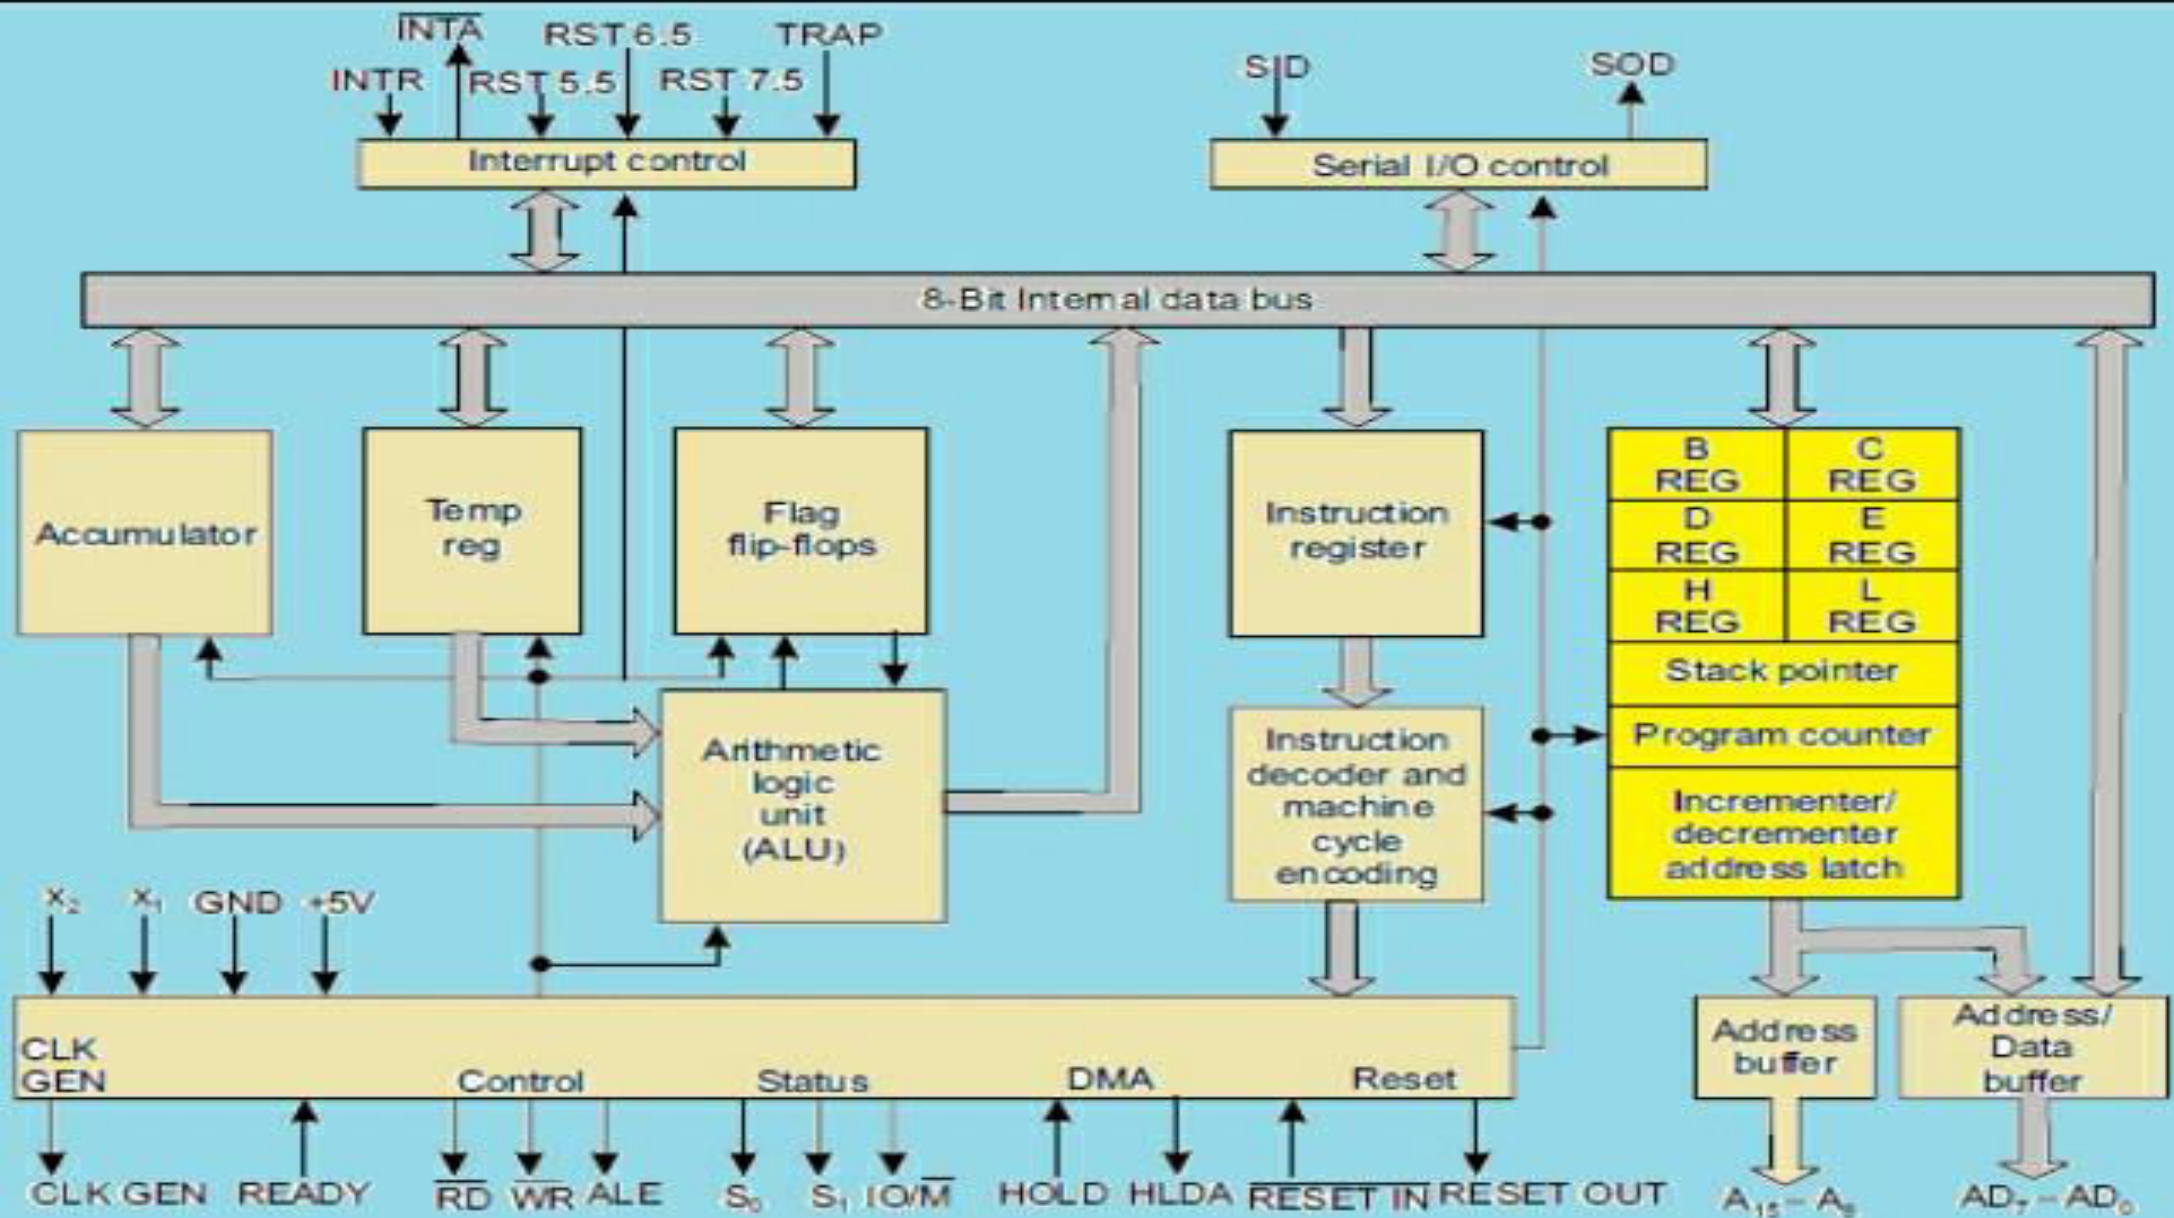 INTA
RST 6.5
TRAP
INTR
RST 5.5
RST 7.5
SID
SOD
Interrupt control
Serial I/O control
8-Bit Internal data bus
Accumulator
Temp
reg
Flag
flip-flops
Instruction
register
B
REG
C
REG
D
REG
E
REG
H
REG
L
REG
Stack pointer
Program counter
Incrementer/
decrementer
address latch
Arithmetic
logic
unit
(ALU)
Instruction
decoder and
machine
cycle
encoding
X₂
X₁
GND
+5V
CLK
GEN
Control
Status
DMA
Reset
Address
buffer
Address/
Data
buffer
CLK GEN
READY
RD
WR
ALE
S₀
S₁
IO/M
HOLD
HLDA
RESET IN
RESET OUT
A₁₅ – A₈
AD₇ – AD₀